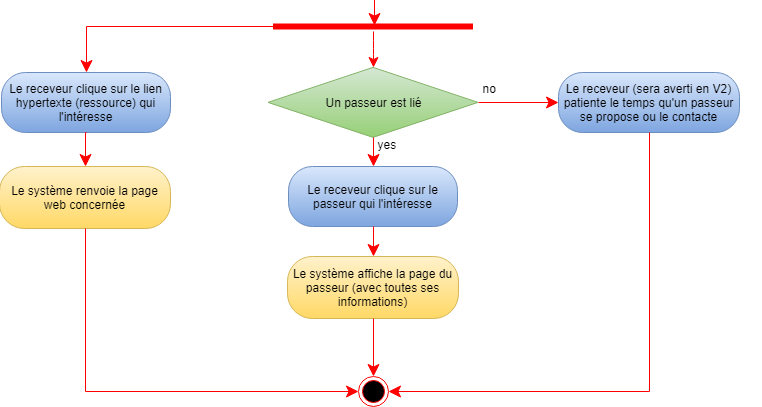 Le receveur clique sur le lien
hypertexte (ressource) qui
l'intéresse
Un passeur est lié
no
Le receveur (sera averti en V2)
patiente le temps qu'un passeur
se propose ou le contacte
yes
Le système renvoie la page
web concernée
Le receveur clique sur le
passeur qui l'intéresse
Le système affiche la page du
passeur (avec toutes ses
informations)